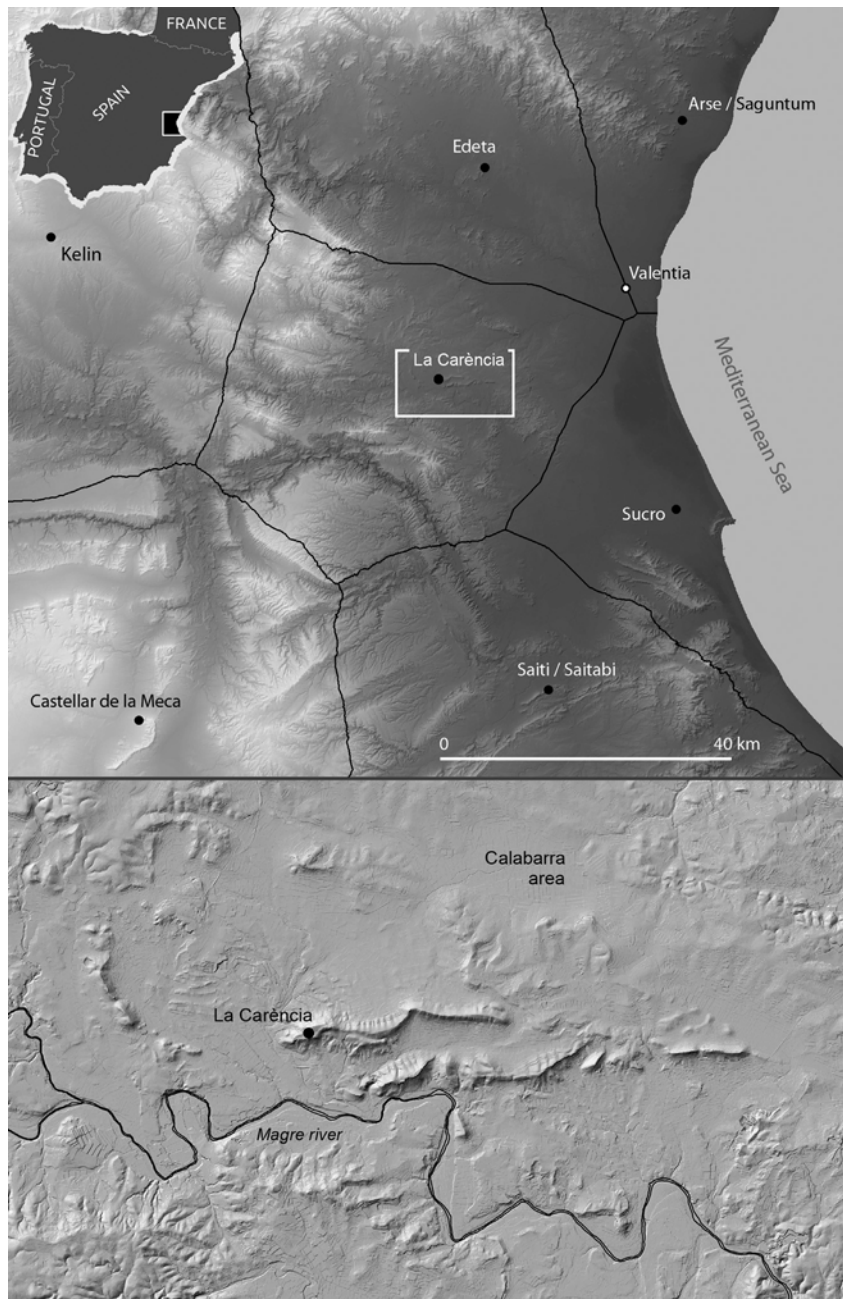 FRANCE
PORTUGAL
SPAIN
Arse / Saguntum
Edeta
Kelin
Valentia
La Carència
Mediterranean Sea
Sucro
Saiti / Saitabi
Castellar de la Meca
0 40 km
Calabarra
area
La Carència
Magre river